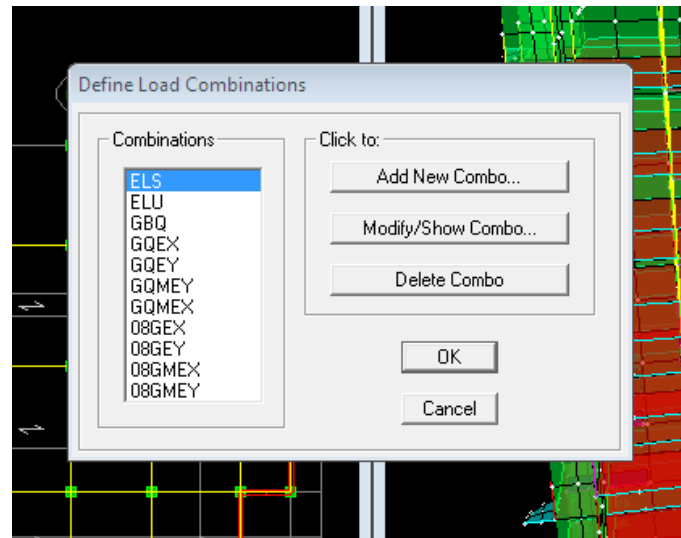 Define Load Combinations
Combinations
ELS
ELU
GBQ
GQEX
GQEY
GQMEY
GQMEX
08GEX
08GEY
08GMEX
08GMEY
Click to:
Add New Combo...
Modify/Show Combo...
Delete Combo
OK
Cancel